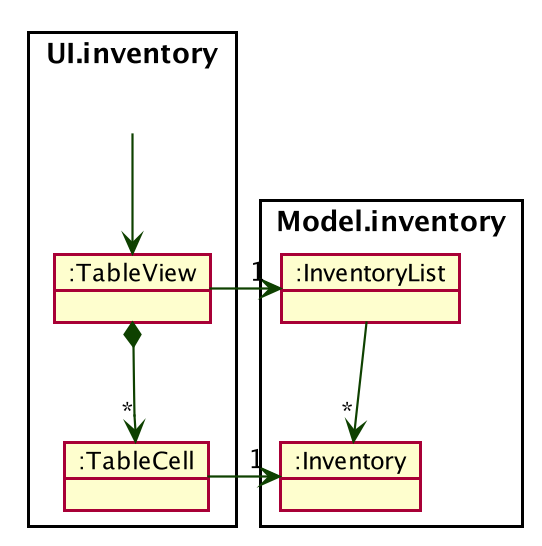 UI.inventory
Model.inventory
:TableView
1
:InventoryList
*
*
:TableCell
1
:Inventory